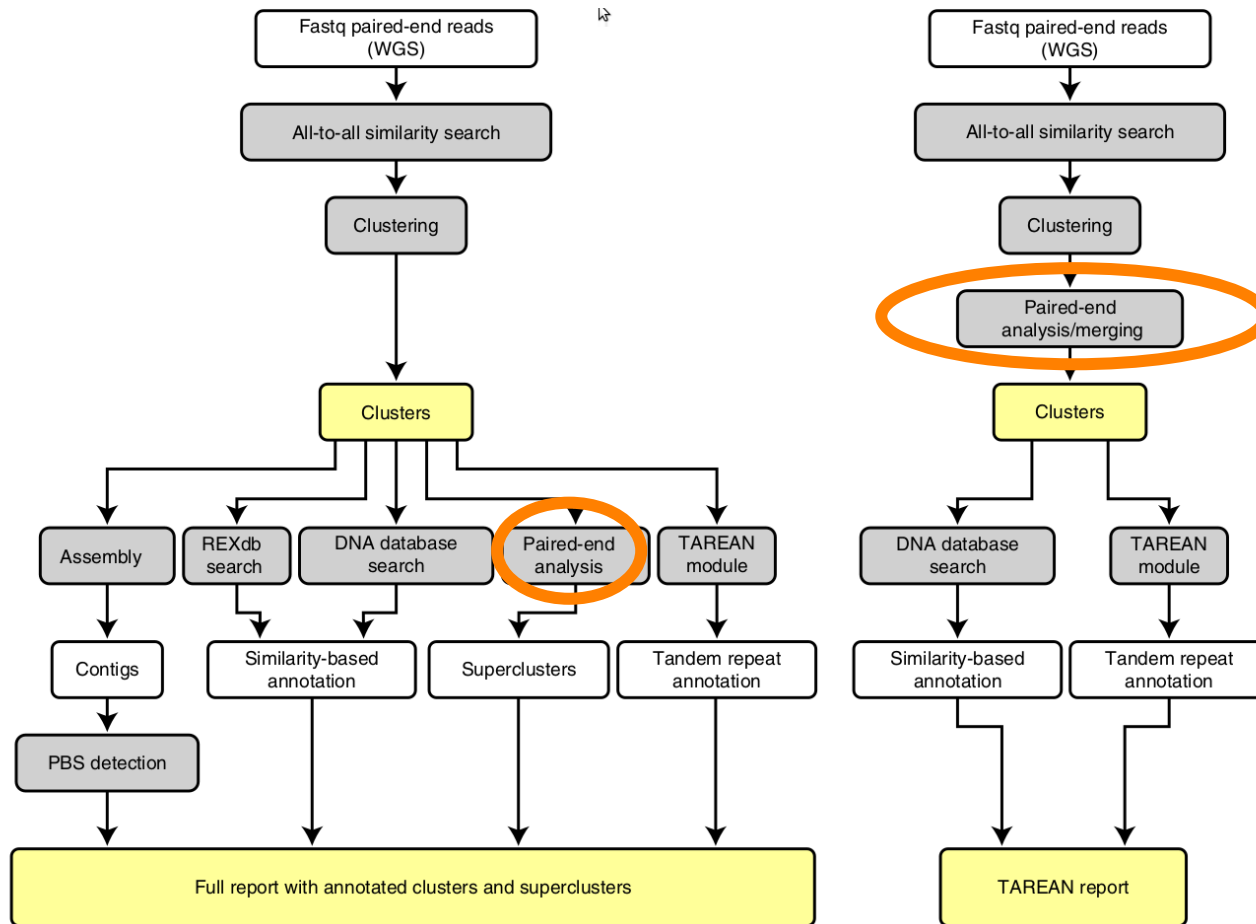 Fastq paired-end reads
(WGS)
All-to-all similarity search
Clustering
Clusters
Assembly
REXdb
search
DNA database
search
Paired-end
analysis
TAREAN
module
Contigs
Similarity-based
annotation
Superclusters
Tandem repeat
annotation
PBS detection
Full report with annotated clusters and superclusters
Fastq paired-end reads
(WGS)
All-to-all similarity search
Clustering
Paired-end
analysis/merging
Clusters
DNA database
search
TAREAN
module
Similarity-based
annotation
Tandem repeat
annotation
TAREAN report